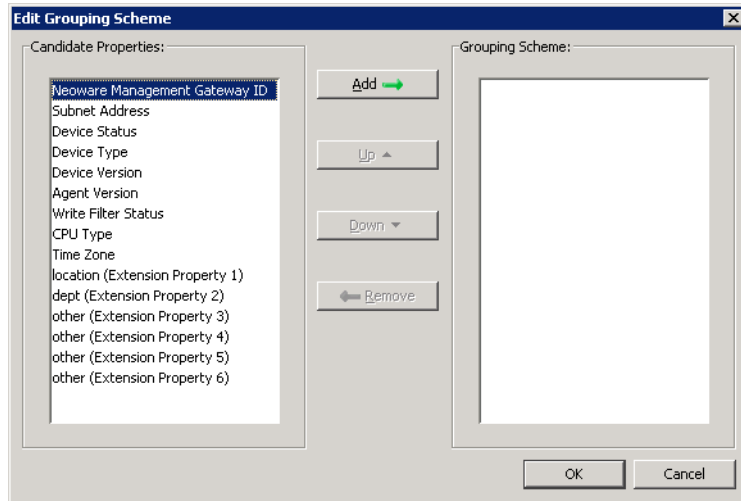 Edit Grouping Scheme
Candidate Properties:
Neoware Management Gateway ID
Subnet Address
Device Status
Device Type
Device Version
Agent Version
Write Filter Status
CPU Type
Time Zone
location (Extension Property 1)
dept (Extension Property 2)
other (Extension Property 3)
other (Extension Property 4)
other (Extension Property 5)
other (Extension Property 6)
Add
Up
Down
Remove
Grouping Scheme:
OK
Cancel